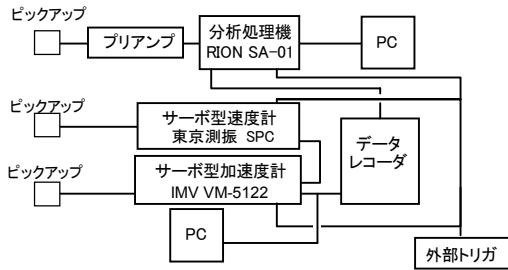 ピックアップ
プリアンプ
分析処理機
RION SA-01
PC
ピックアップ
サーボ型速度計
東京測振 SPC
データ
レコーダ
ピックアップ
サーボ型加速度計
IMV VM-5122
PC
外部トリガ